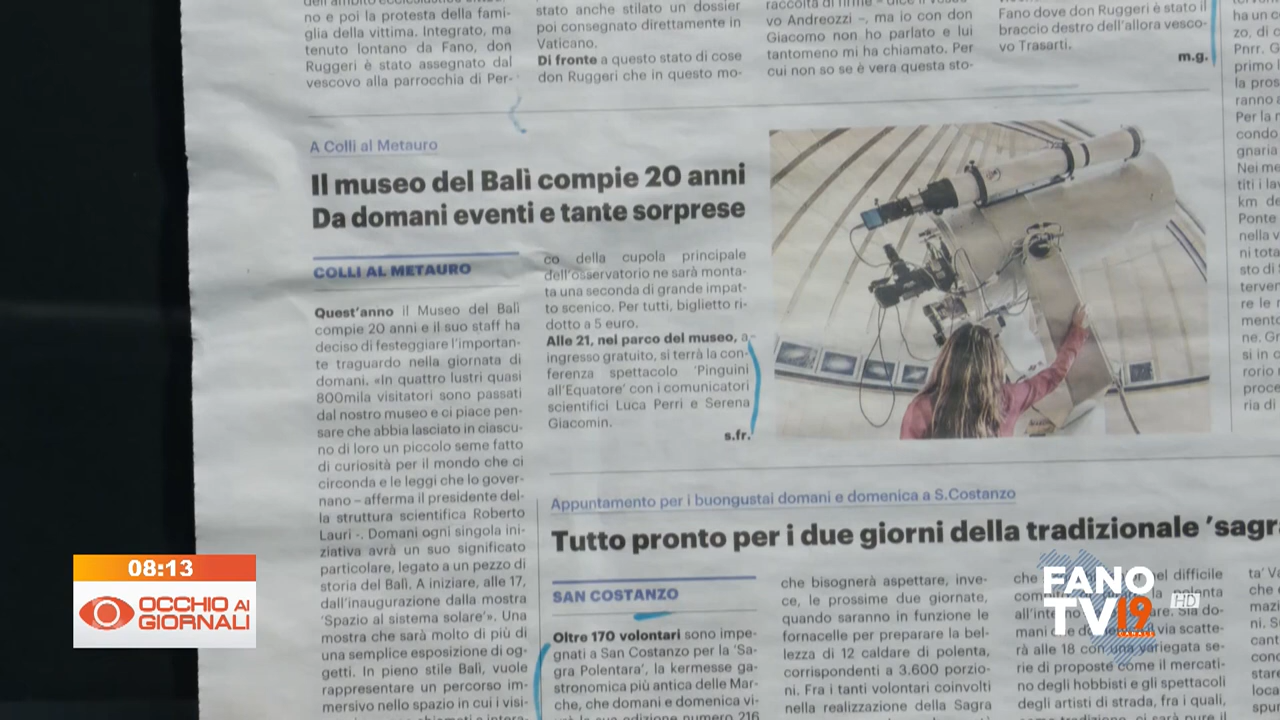 no e poi la protesta della fami-
glia della vittima. Integrato, ma
tenuto lontano da Fano, don
Ruggeri è stato assegnato dal
vescovo alla parrocchia di Per-
stato anche stilato un dossier
poi consegnato direttamente in
Vaticano.
Di fronte a questo stato di cose
don Ruggeri che in questo mo-
vo Andreozzi –, ma io con don
Giacomo non ho parlato e lui
tantomeno mi ha chiamato. Per
cui non so se è vera questa sto-
Fano dove don Ruggeri è stato il
braccio destro dell'allora vesco-
vo Trasarti.
m.g.
A Colli al Metauro
Il museo del Balì compie 20 anni
Da domani eventi e tante sorprese
COLLI AL METAURO
Quest'anno il Museo del Balì
compie 20 anni e il suo staff ha
deciso di festeggiare l'importan-
te traguardo nella giornata di
domani. «In quattro lustri quasi
800mila visitatori sono passati
dal nostro museo e ci piace pen-
sare che abbia lasciato in ciascu-
no di loro un piccolo seme fatto
di curiosità per il mondo che ci
circonda e le leggi che lo gover-
nano – afferma il presidente del-
la struttura scientifica Roberto
Lauri -. Domani ogni singola ini-
ziativa avrà un suo significato
particolare, legato a un pezzo di
storia del Balì. A iniziare, alle 17,
dall'inaugurazione dalla mostra
'Spazio al sistema solare'». Una
mostra che sarà molto di più di
una semplice esposizione di og-
getti. In pieno stile Balì, vuole
rappresentare un percorso im-
mersivo nello spazio in cui i visi-
co della cupola principale
dell'osservatorio ne sarà monta-
ta una seconda di grande impat-
to scenico. Per tutti, biglietto ri-
dotto a 5 euro.
Alle 21, nel parco del museo, a
ingresso gratuito, si terrà la con-
ferenza spettacolo 'Pinguini
all'Equatore' con i comunicatori
scientifici Luca Perri e Serena
Giacomin.
s.fr.
Appuntamento per i buongustai domani e domenica a S.Costanzo
Tutto pronto per i due giorni della tradizionale 'sagr
SAN COSTANZO
Oltre 170 volontari sono impe-
gnati a San Costanzo per la 'Sa-
gra Polentara', la kermesse ga-
stronomica più antica delle Mar-
che, che domani e domenica vi-
che bisognerà aspettare, inve-
ce, le prossime due giornate,
quando saranno in funzione le
fornacelle per preparare la bel-
lezza di 12 caldare di polenta,
corrispondenti a 3.600 porzio-
ni. Fra i tanti volontari coinvolti
nella realizzazione della Sagra
rà alle 18 con una variegata se-
rie di proposte come il mercati-
no degli hobbisti e gli spettacoli
degli artisti di strada, fra i quali,
08:13
OCCHIO AI
GIORNALI
FANO
TV19
HD